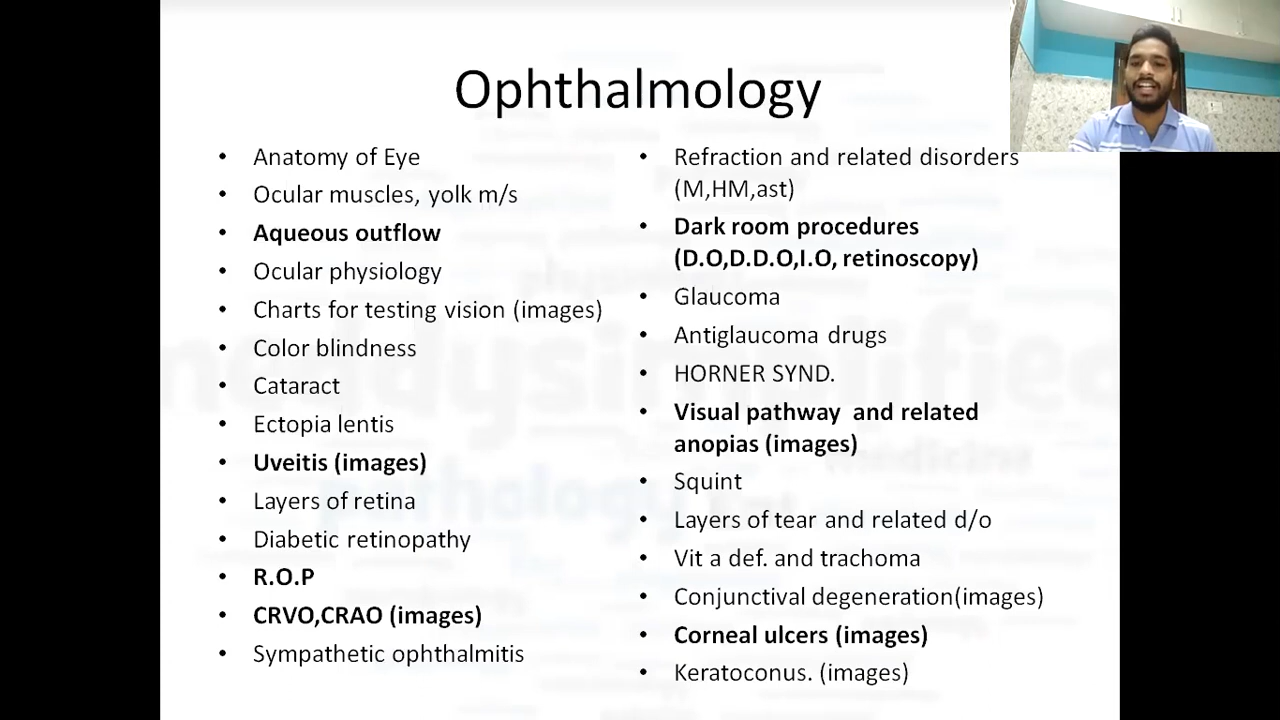 Ophthalmology
• Anatomy of Eye
• Ocular muscles, yolk m/s
• Aqueous outflow
• Ocular physiology
• Charts for testing vision (images)
• Color blindness
• Cataract
• Ectopia lentis
• Uveitis (images)
• Layers of retina
• Diabetic retinopathy
• R.O.P
• CRVO,CRAO (images)
• Sympathetic ophthalmitis
• Refraction and related disorders
(M,HM,ast)
• Dark room procedures
(D.O,D.D.O,I.O, retinoscopy)
• Glaucoma
• Antiglaucoma drugs
• HORNER SYND.
• Visual pathway  and related
anopias (images)
• Squint
• Layers of tear and related d/o
• Vit a def. and trachoma
• Conjunctival degeneration(images)
• Corneal ulcers (images)
• Keratoconus. (images)
meddysimplified
pathology
medicine